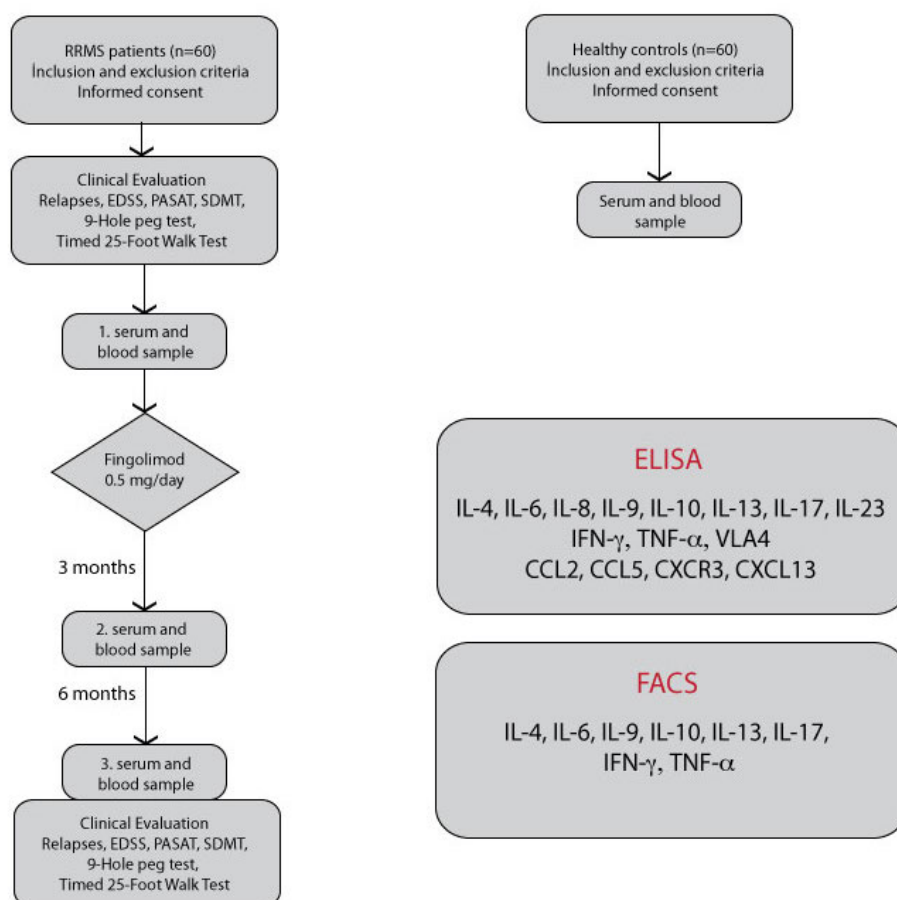 RRMS patients (n=60)
İnclusion and exclusion criteria
Informed consent
Clinical Evaluation
Relapses, EDSS, PASAT, SDMT,
9-Hole peg test,
Timed 25-Foot Walk Test
1. serum and
blood sample
Fingolimod
0.5 mg/day
3 months
2. serum and
blood sample
6 months
3. serum and
blood sample
Clinical Evaluation
Relapses, EDSS, PASAT, SDMT,
9-Hole peg test,
Timed 25-Foot Walk Test
Healthy controls (n=60)
İnclusion and exclusion criteria
Informed consent
Serum and blood
sample
ELISA
IL-4, IL-6, IL-8, IL-9, IL-10, IL-13, IL-17, IL-23
IFN-γ, TNF-α, VLA4
CCL2, CCL5, CXCR3, CXCL13
FACS
IL-4, IL-6, IL-9, IL-10, IL-13, IL-17,
IFN-γ, TNF-α